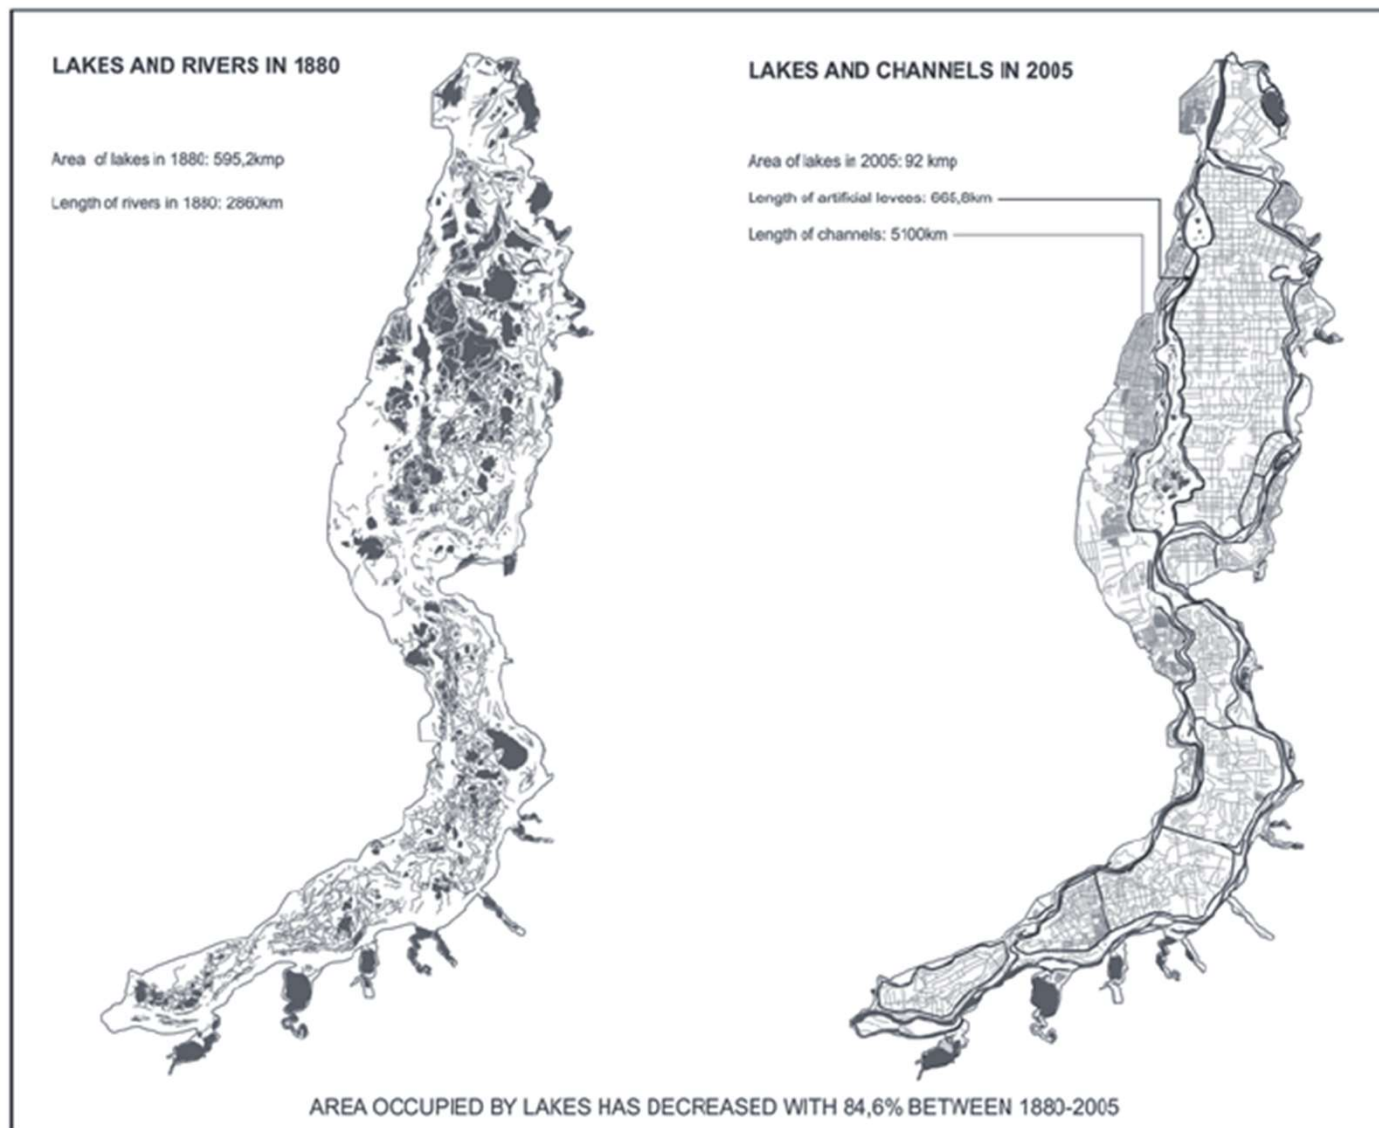 LAKES AND RIVERS IN 1880
Area of lakes in 1880: 595,2kmp
Length of rivers in 1880: 2860km
LAKES AND CHANNELS IN 2005
Area of lakes in 2005: 92 kmp
Length of artificial levees: 665,8km
Length of channels: 5100km
AREA OCCUPIED BY LAKES HAS DECREASED WITH 84,6% BETWEEN 1880-2005